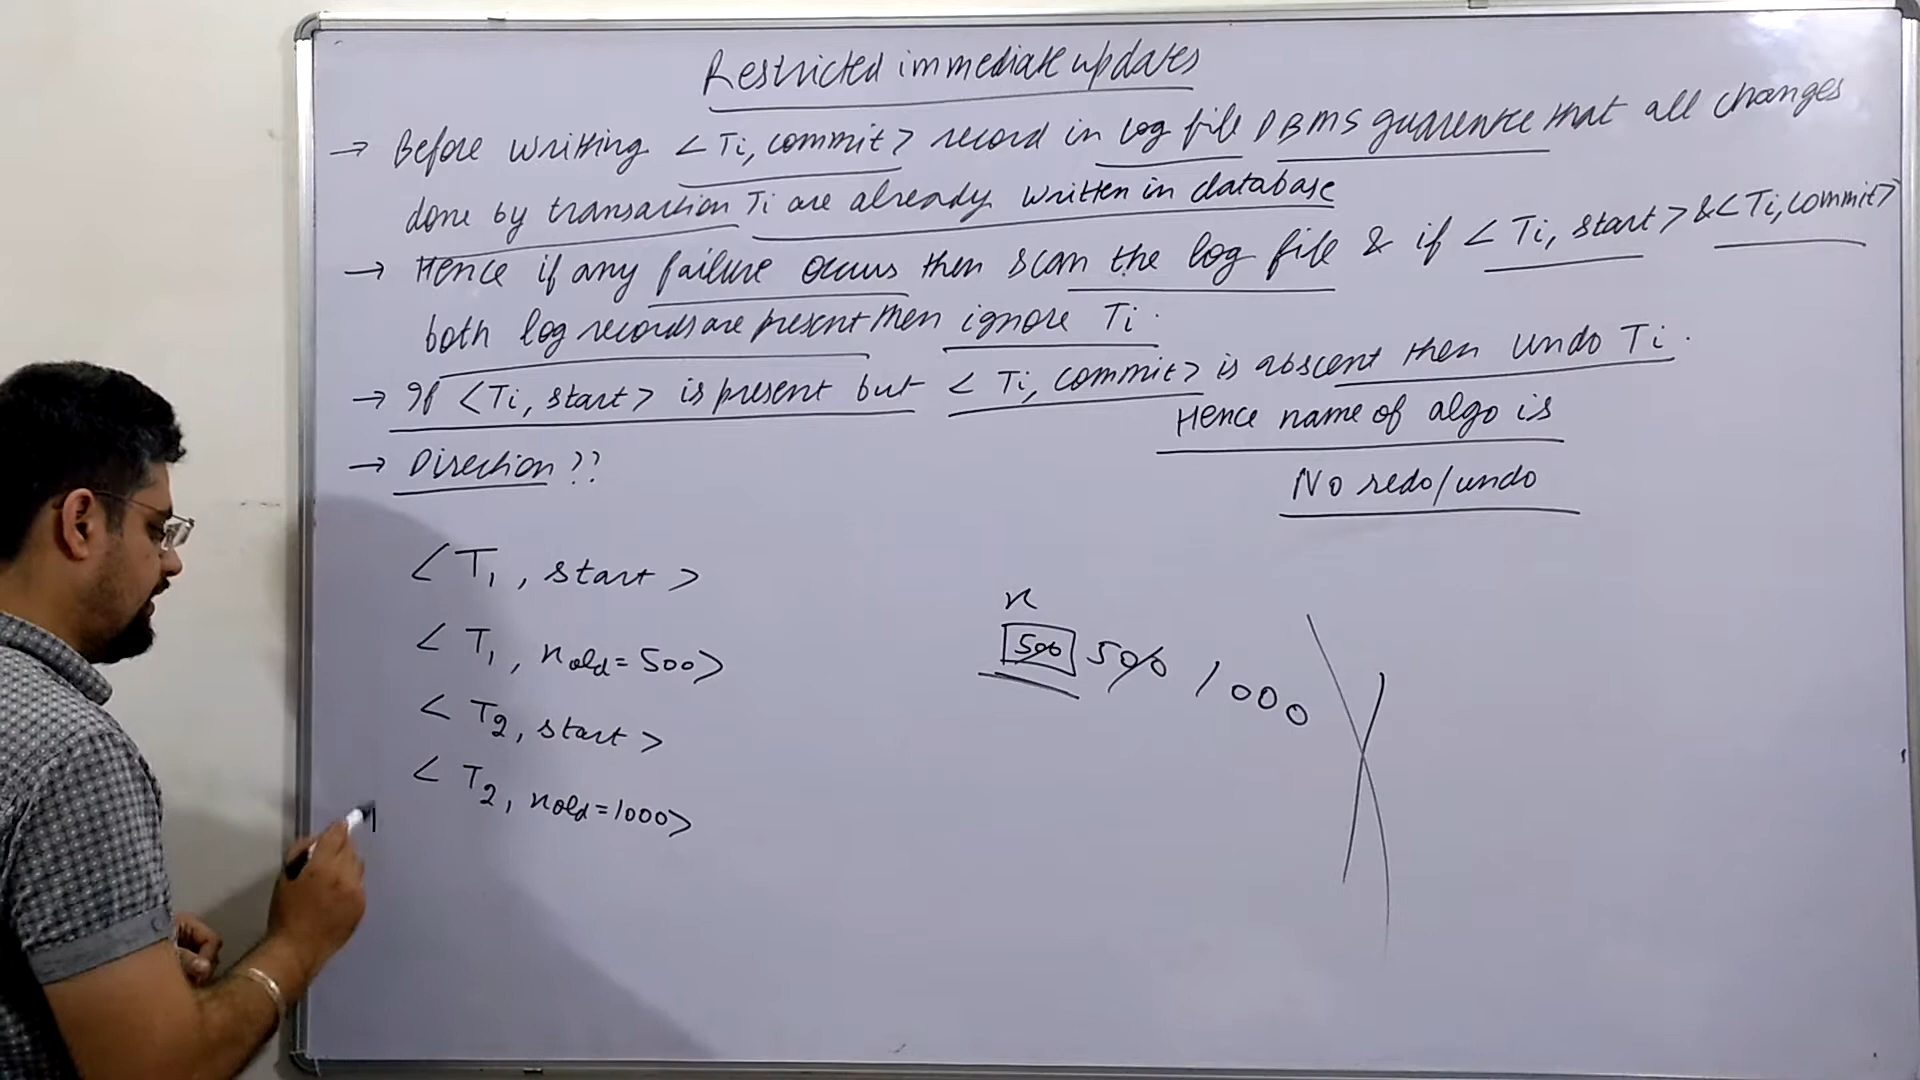 Restricted immediate updates
→ Before writting <Ti, commit> record in log file DBMS guarentee that all changes
done by transaction Ti are already written in database
→ Hence if any failure occurs then scan the log file & if <Ti, start> & <Ti, commit>
both log records are present then ignore Ti.
→ If <Ti, start> is present but <Ti, commit> is abscent then undo Ti.
Hence name of algo is
→ Direction ??
No redo/undo
<T1, start>
<T1, xold = 500>
<T2, start>
<T2, xold = 1000>
x
500 500 1000